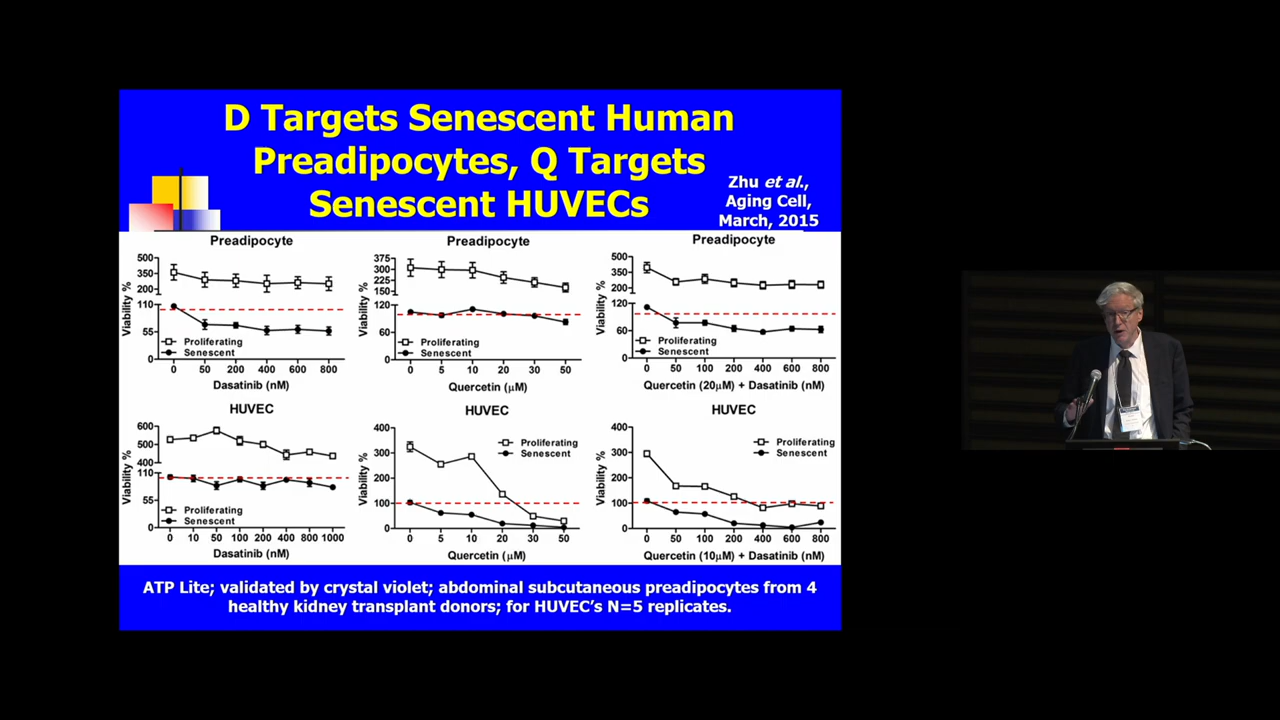 D Targets Senescent Human
Preadipocytes, Q Targets
Senescent HUVECs
Zhu et al.,
Aging Cell,
March, 2015
Preadipocyte
Viability %
500
350
200
110
55
0
Proliferating
Senescent
0 50 200 400 600 800
Dasatinib (nM)
Preadipocyte
Viability %
375
300
225
150
120
60
0
Proliferating
Senescent
0 5 10 20 30 50
Quercetin (μM)
Preadipocyte
Viability %
500
350
200
120
60
0
Proliferating
Senescent
0 50 100 200 400 600 800
Quercetin (20μM) + Dasatinib (nM)
HUVEC
Viability %
600
500
400
110
55
0
Proliferating
Senescent
0 10 50 100 200 400 800 1000
Dasatinib (nM)
HUVEC
Viability %
400
300
200
100
0
Proliferating
Senescent
0 5 10 20 30 50
Quercetin (μM)
HUVEC
Viability %
400
300
200
100
0
Proliferating
Senescent
0 50 100 200 400 600 800
Quercetin (10μM) + Dasatinib (nM)
ATP Lite; validated by crystal violet; abdominal subcutaneous preadipocytes from 4
healthy kidney transplant donors; for HUVEC's N=5 replicates.